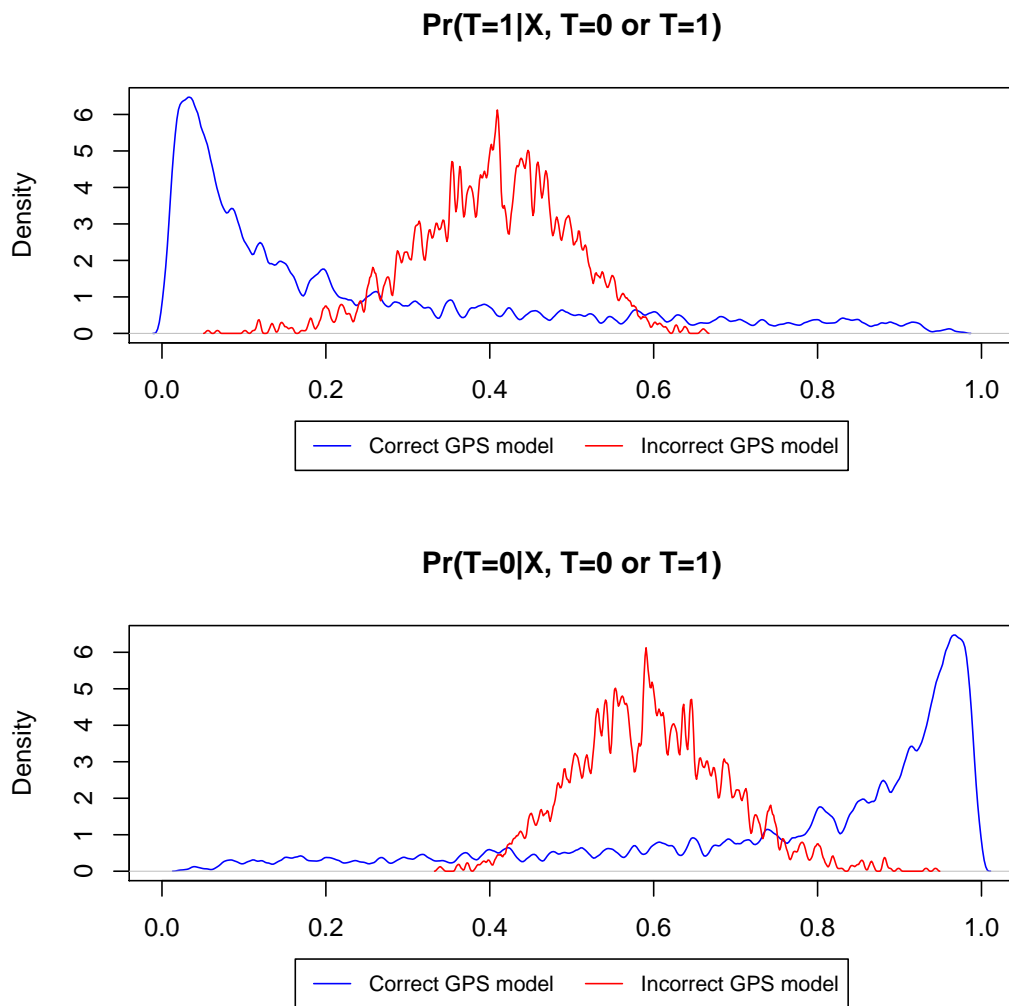 Pr(T=1|X, T=0 or T=1)
Density
0 1 2 3 4 5 6
0.0 0.2 0.4 0.6 0.8 1.0
Correct GPS model Incorrect GPS model
Pr(T=0|X, T=0 or T=1)
Density
0 1 2 3 4 5 6
0.0 0.2 0.4 0.6 0.8 1.0
Correct GPS model Incorrect GPS model